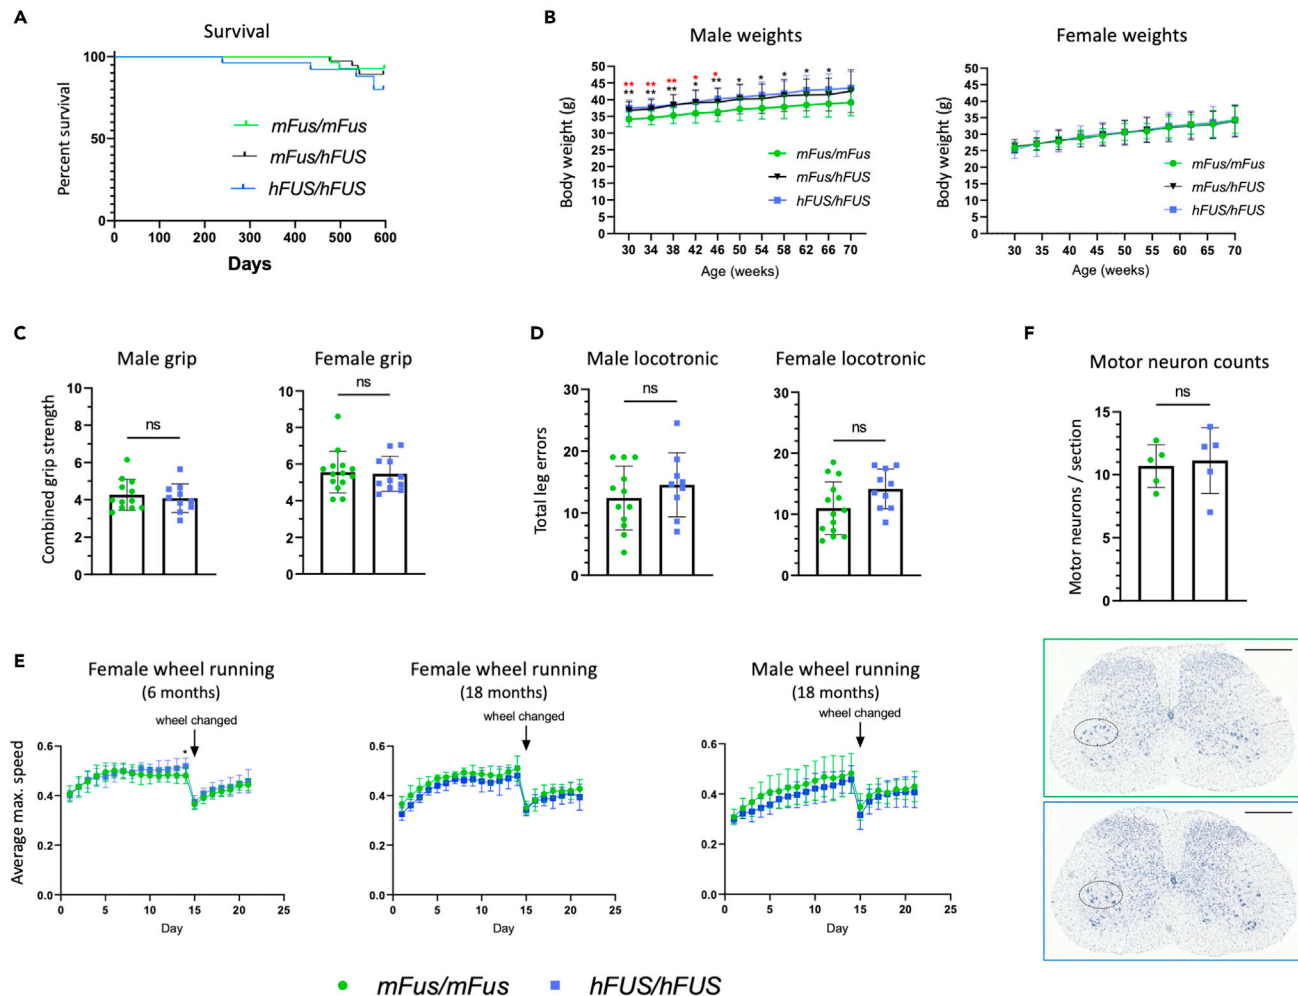 A
Survival
Percent survival
100
50
0
mFus/mFus
mFus/hFUS
hFUS/hFUS
0 100 200 300 400 500 600
Days
B
Male weights
Body weight (g)
50
45
40
35
30
25
20
15
10
5
0
** ** ** * *
** ** ** * ** * * * * *
mFus/mFus
mFus/hFUS
hFUS/hFUS
30 34 38 42 46 50 54 58 62 66 70
Age (weeks)
Female weights
Body weight (g)
50
45
40
35
30
25
20
15
10
5
0
mFus/mFus
mFus/hFUS
hFUS/hFUS
30 35 40 45 50 55 60 65 70
Age (weeks)
C
Male grip
Combined grip strength
10
8
6
4
2
0
ns
Female grip
10
8
6
4
2
0
ns
D
Male locotronic
Total leg errors
30
20
10
0
ns
Female locotronic
30
20
10
0
ns
F
Motor neuron counts
Motor neurons / section
15
10
5
0
ns
E
Female wheel running
(6 months)
wheel changed
*
Average max. speed
0.6
0.4
0.2
0.0
0 5 10 15 20 25
Day
Female wheel running
(18 months)
wheel changed
0.6
0.4
0.2
0.0
0 5 10 15 20 25
Day
Male wheel running
(18 months)
wheel changed
0.6
0.4
0.2
0.0
0 5 10 15 20 25
Day
mFus/mFus hFUS/hFUS